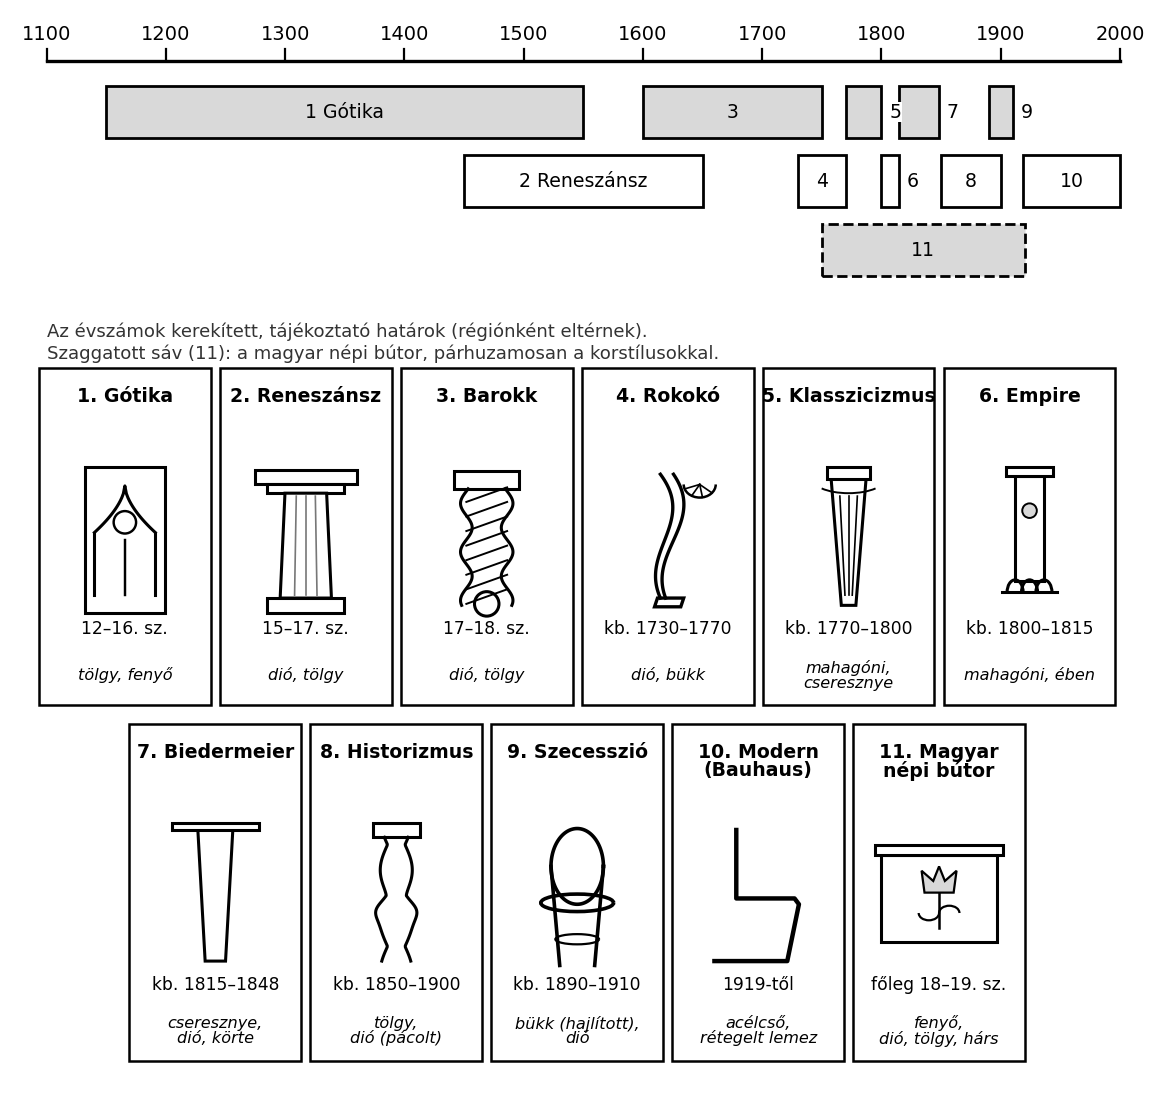 1100 1200 1300 1400 1500 1600 1700 1800 1900 2000
1 Gótika 3 5 7 9
2 Reneszánsz 4 6 8 10
11
Az évszámok kerekített, tájékoztató határok (régiónként eltérnek).
Szaggatott sáv (11): a magyar népi bútor, párhuzamosan a korstílusokkal.
1. Gótika
12–16. sz.
tölgy, fenyő
2. Reneszánsz
15–17. sz.
dió, tölgy
3. Barokk
17–18. sz.
dió, tölgy
4. Rokokó
kb. 1730–1770
dió, bükk
5. Klasszicizmus
kb. 1770–1800
mahagóni,
cseresznye
6. Empire
kb. 1800–1815
mahagóni, ében
7. Biedermeier
kb. 1815–1848
cseresznye,
dió, körte
8. Historizmus
kb. 1850–1900
tölgy,
dió (pácolt)
9. Szecesszió
kb. 1890–1910
bükk (hajlított),
dió
10. Modern
(Bauhaus)
1919-től
acélcső,
rétegelt lemez
11. Magyar
népi bútor
főleg 18–19. sz.
fenyő,
dió, tölgy, hárs